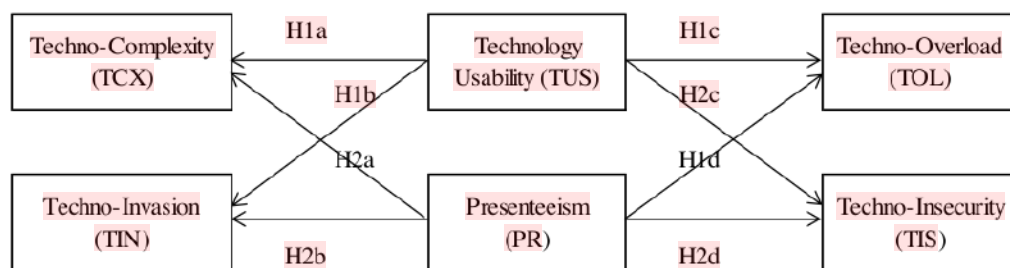 Techno-Complexity
(TCX)
H1a
Technology
Usability (TUS)
H1c
Techno-Overload
(TOL)
H1b
H2c
H2a
H1d
Techno-Invasion
(TIN)
Presenteeism
(PR)
Techno-Insecurity
(TIS)
H2b
H2d